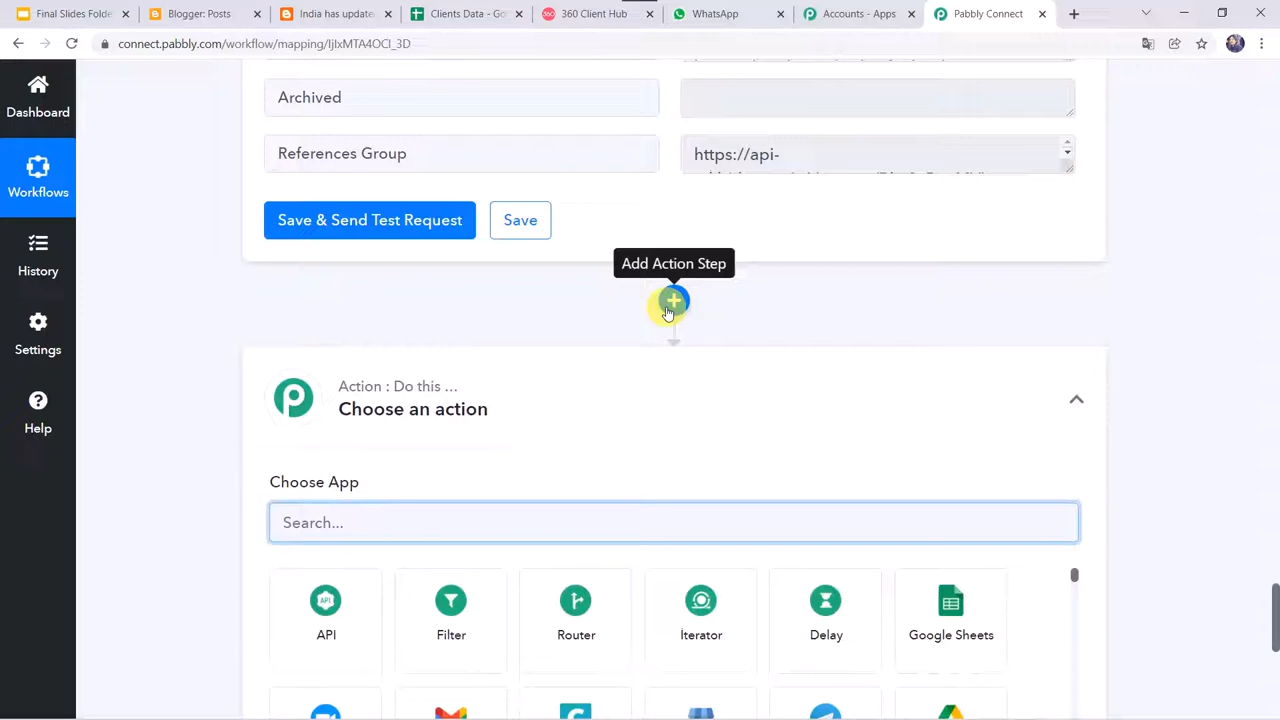 Final Slides Folde
Blogger: Posts
India has update
Clients Data - Go
360 Client Hub
WhatsApp
Accounts - Apps
Pabbly Connect
connect.pabbly.com/workflow/mapping/IjIxMTA4OCI_3D
Dashboard
Workflows
History
Settings
Help
Archived
References Group
https://api-
Save & Send Test Request
Save
Add Action Step
Action : Do this ...
Choose an action
Choose App
Search...
API
API
Filter
Router
İterator
Delay
Google Sheets